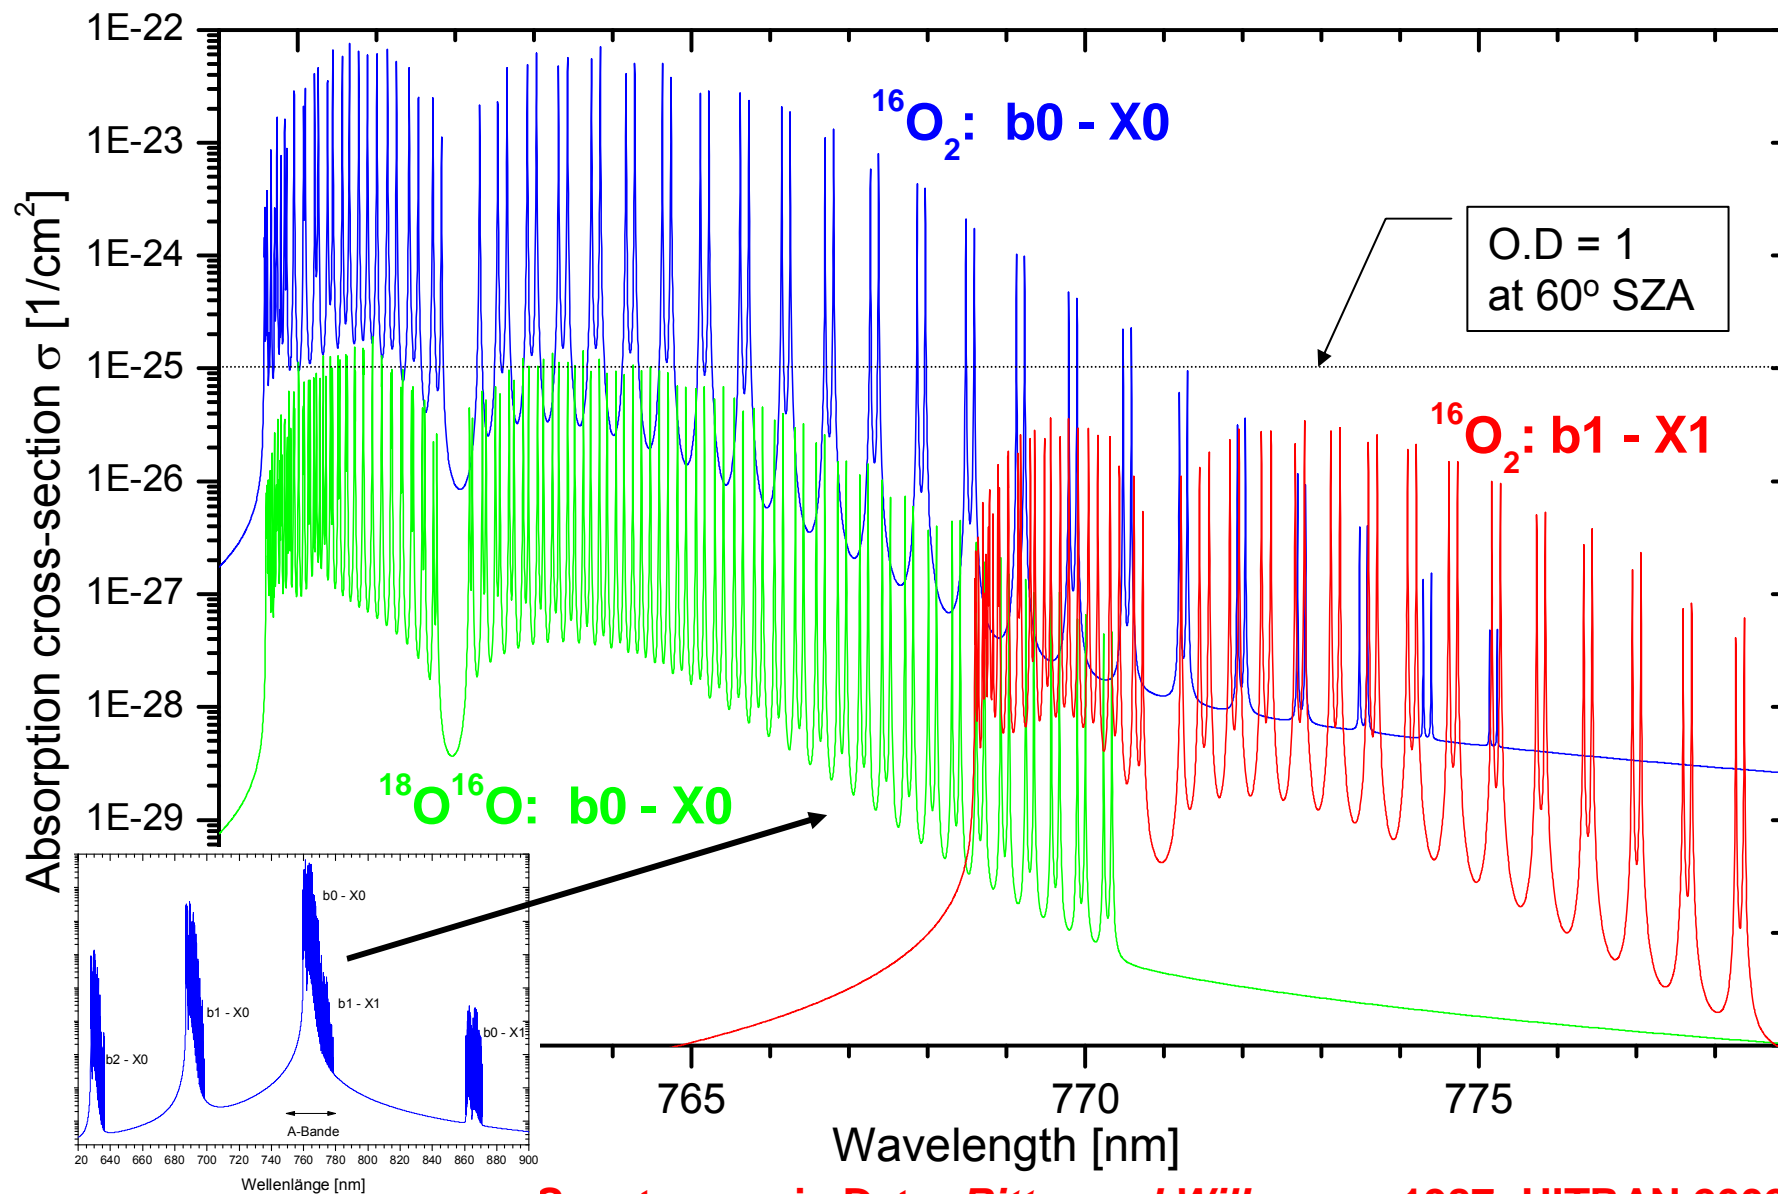 1E-22
1E-23
1E-24
1E-25
1E-26
1E-27
1E-28
1E-29
Absorption cross-section σ [1/cm²]
¹⁶O₂: b0 - X0
O.D = 1
at 60º SZA
¹⁶O₂: b1 - X1
¹⁸O¹⁶O: b0 - X0
765 770 775
Wavelength [nm]
b0 - X0
b1 - X0
b1 - X1
b2 - X0
b0 - X1
A-Bande
20 640 660 680 700 720 740 760 780 800 820 840 860 880 900
Wellenlänge [nm]